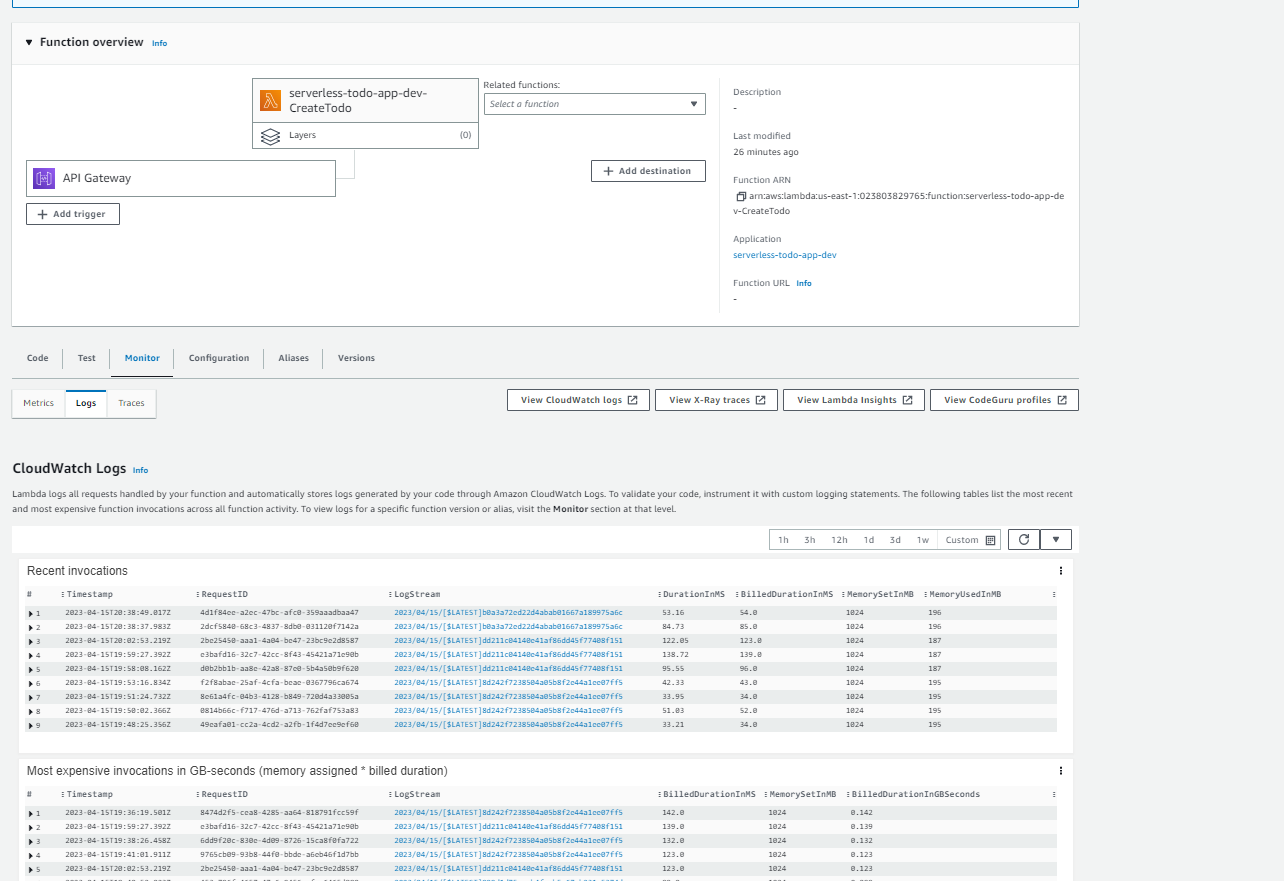 Function overview Info
serverless-todo-app-dev-
CreateTodo
Layers (0)
Related functions:
Select a function
API Gateway
Add trigger
Add destination
Description
-
Last modified
26 minutes ago
Function ARN
arn:aws:lambda:us-east-1:023803829765:function:serverless-todo-app-de
v-CreateTodo
Application
serverless-todo-app-dev
Function URL Info
-
Code Test Monitor Configuration Aliases Versions
Metrics Logs Traces View CloudWatch logs View X-Ray traces View Lambda Insights View CodeGuru profiles
CloudWatch Logs Info
Lambda logs all requests handled by your function and automatically stores logs generated by your code through Amazon CloudWatch Logs. To validate your code, instrument it with custom logging statements. The following tables list the most recent
and most expensive function invocations across all function activity. To view logs for a specific function version or alias, visit the Monitor section at that level.
1h 3h 12h 1d 3d 1w Custom
Recent invocations
# Timestamp RequestID LogStream DurationInMS BilledDurationInMS MemorySetInMB MemoryUsedInMB
1 2023-04-15T20:38:49.017Z 4d1f84ee-a2ec-47bc-afc0-359aaadbaa47 2023/04/15/[$LATEST]b0a3a72ed22d4abab01667a189975a6c 53.16 54.0 1024 196
2 2023-04-15T20:38:37.983Z 2dcf5840-68c3-4837-8db0-031120f7142a 2023/04/15/[$LATEST]b0a3a72ed22d4abab01667a189975a6c 84.73 85.0 1024 196
3 2023-04-15T20:02:53.219Z 2be25450-aaa1-4a04-be47-23bc9e2d8587 2023/04/15/[$LATEST]dd211c04140e41af86dd45f77408f151 122.05 123.0 1024 187
4 2023-04-15T19:59:27.392Z e3bafd16-32c7-42cc-8f43-45421a71e90b 2023/04/15/[$LATEST]dd211c04140e41af86dd45f77408f151 138.72 139.0 1024 187
5 2023-04-15T19:58:08.162Z d0b2bb1b-aa8e-42a8-87e0-5b4a50b9f620 2023/04/15/[$LATEST]dd211c04140e41af86dd45f77408f151 95.55 96.0 1024 187
6 2023-04-15T19:53:16.834Z f2f8abae-25af-4cfa-beae-0367796ca674 2023/04/15/[$LATEST]8d242f7238504a05b8f2e44a1ee07ff5 42.33 43.0 1024 195
7 2023-04-15T19:51:24.732Z 8e61a4fc-04b3-4128-b849-720d4a33005a 2023/04/15/[$LATEST]8d242f7238504a05b8f2e44a1ee07ff5 33.95 34.0 1024 195
8 2023-04-15T19:50:02.366Z 0814b66c-f717-476d-a713-762faf753a83 2023/04/15/[$LATEST]8d242f7238504a05b8f2e44a1ee07ff5 51.03 52.0 1024 195
9 2023-04-15T19:48:25.356Z 49eafa01-cc2a-4cd2-a2fb-1f4d7ee9ef60 2023/04/15/[$LATEST]8d242f7238504a05b8f2e44a1ee07ff5 33.21 34.0 1024 195
Most expensive invocations in GB-seconds (memory assigned * billed duration)
# Timestamp RequestID LogStream BilledDurationInMS MemorySetInMB BilledDurationInGBSeconds
1 2023-04-15T19:36:19.501Z 8474d2f5-cea8-4285-aa64-818791fcc59f 2023/04/15/[$LATEST]8d242f7238504a05b8f2e44a1ee07ff5 142.0 1024 0.142
2 2023-04-15T19:59:27.392Z e3bafd16-32c7-42cc-8f43-45421a71e90b 2023/04/15/[$LATEST]dd211c04140e41af86dd45f77408f151 139.0 1024 0.139
3 2023-04-15T19:38:26.458Z 6dd9f20c-830e-4d09-8726-15ca8f0fa722 2023/04/15/[$LATEST]8d242f7238504a05b8f2e44a1ee07ff5 132.0 1024 0.132
4 2023-04-15T19:41:01.911Z 9765cb09-93b8-44f0-bbde-a6eb46f1d7bb 2023/04/15/[$LATEST]8d242f7238504a05b8f2e44a1ee07ff5 123.0 1024 0.123
5 2023-04-15T20:02:53.219Z 2be25450-aaa1-4a04-be47-23bc9e2d8587 2023/04/15/[$LATEST]dd211c04140e41af86dd45f77408f151 123.0 1024 0.123